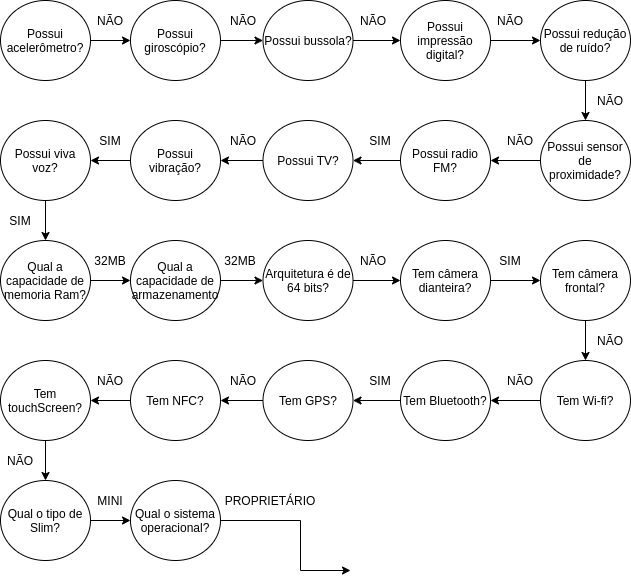 Possui
acelerômetro?
NÃO
Possui
giroscópio?
NÃO
Possui bussola?
NÃO
Possui
impressão
digital?
NÃO
Possui redução
de ruído?
NÃO
Possui sensor
de
proximidade?
NÃO
Possui radio
FM?
SIM
Possui TV?
NÃO
Possui
vibração?
SIM
Possui viva
voz?
SIM
Qual a
capacidade de
memoria Ram?
32MB
Qual a
capacidade de
armazenamento
32MB
Arquitetura é de
64 bits?
NÃO
Tem câmera
dianteira?
SIM
Tem câmera
frontal?
NÃO
Tem Wi-fi?
NÃO
Tem Bluetooth?
SIM
Tem GPS?
NÃO
Tem NFC?
NÃO
Tem
touchScreen?
NÃO
Qual o tipo de
Slim?
MINI
Qual o sistema
operacional?
PROPRIETÁRIO